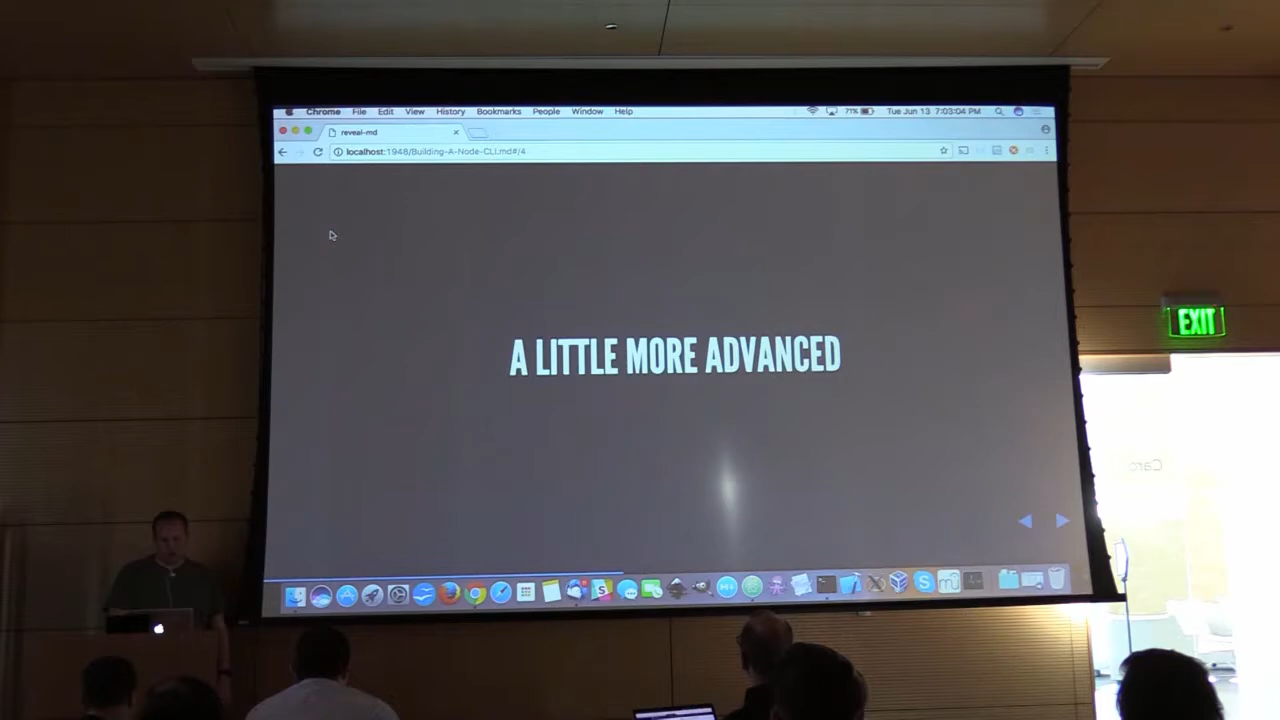 Chrome File Edit View History Bookmarks People Window Help 71% Tue Jun 13 7:03:04 PM
reveal-md
localhost:1948/Building-A-Node-CLI.md#/4
A LITTLE MORE ADVANCED
EXIT